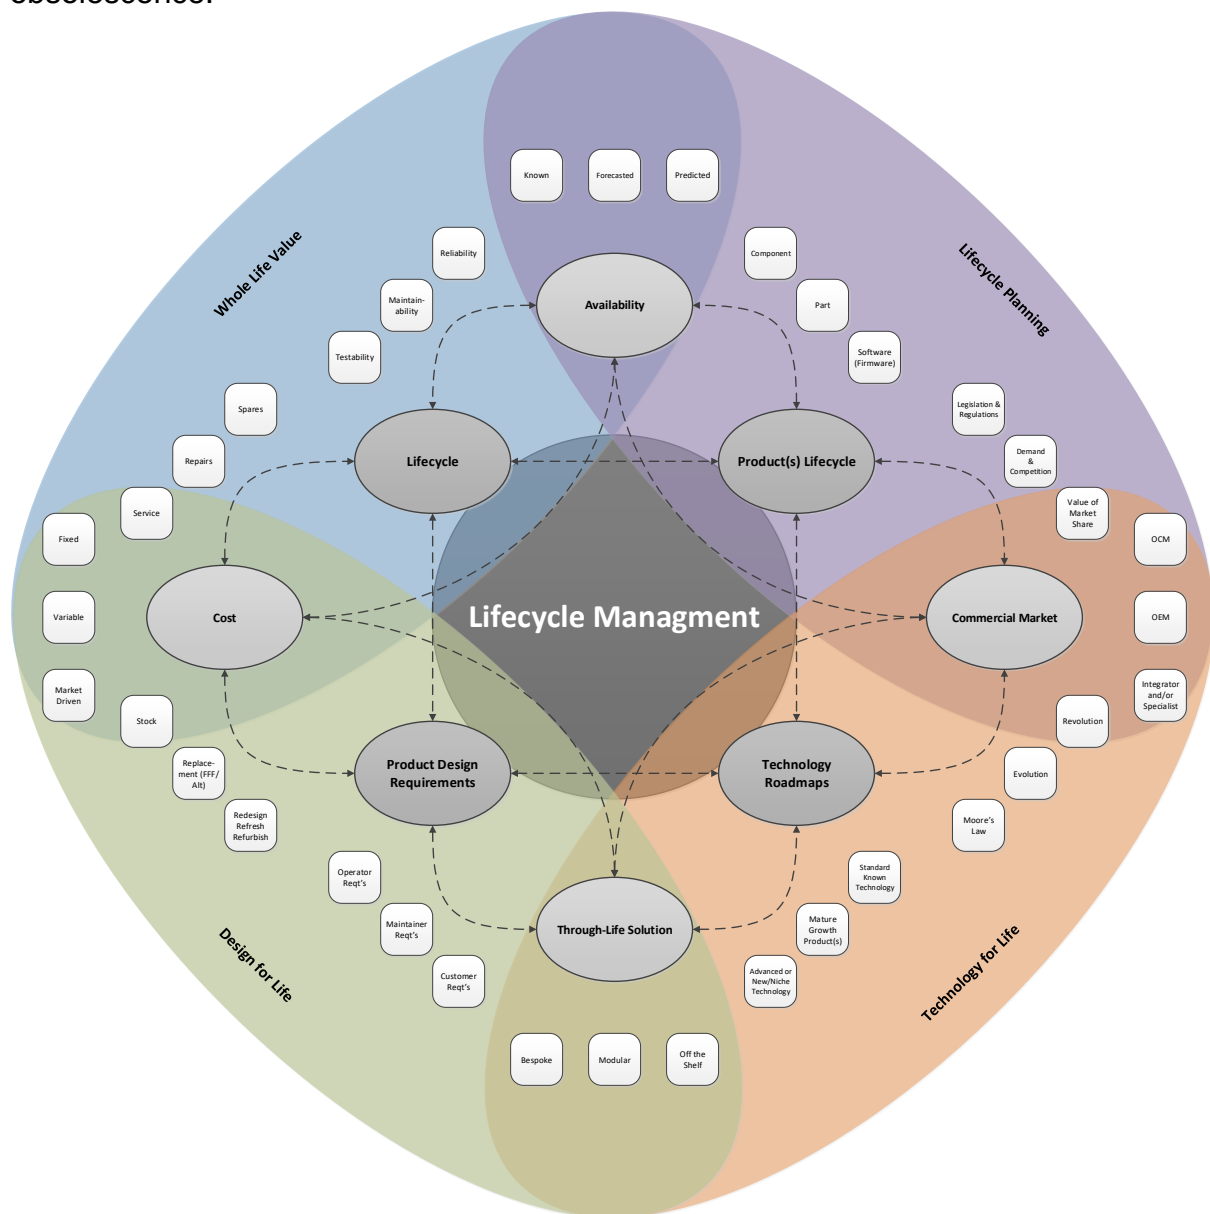 obsolescence.
Known
Forecasted
Predicted
Reliability
Component
Whole Life Value
Lifecycle Planning
Maintain-
ability
Availability
Part
Testability
Software
(Firmware)
Spares
Legislation &
Regulations
Repairs
Lifecycle
Product(s) Lifecycle
Demand
&
Competition
Service
Value of
Market
Share
Fixed
OCM
Variable
Cost
Lifecycle Managment
Commercial Market
OEM
Market
Driven
Integrator
and/or
Specialist
Stock
Revolution
Replace-
ment (FFF/
Alt)
Product Design
Requirements
Technology
Roadmaps
Evolution
Redesign
Refresh
Refurbish
Moore's
Law
Operator
Reqt's
Standard
Known
Technology
Maintainer
Reqt's
Through-Life Solution
Mature
Growth
Product(s)
Design for Life
Technology for Life
Customer
Reqt's
Advanced or
New/Niche
Technology
Bespoke
Modular
Off the
Shelf